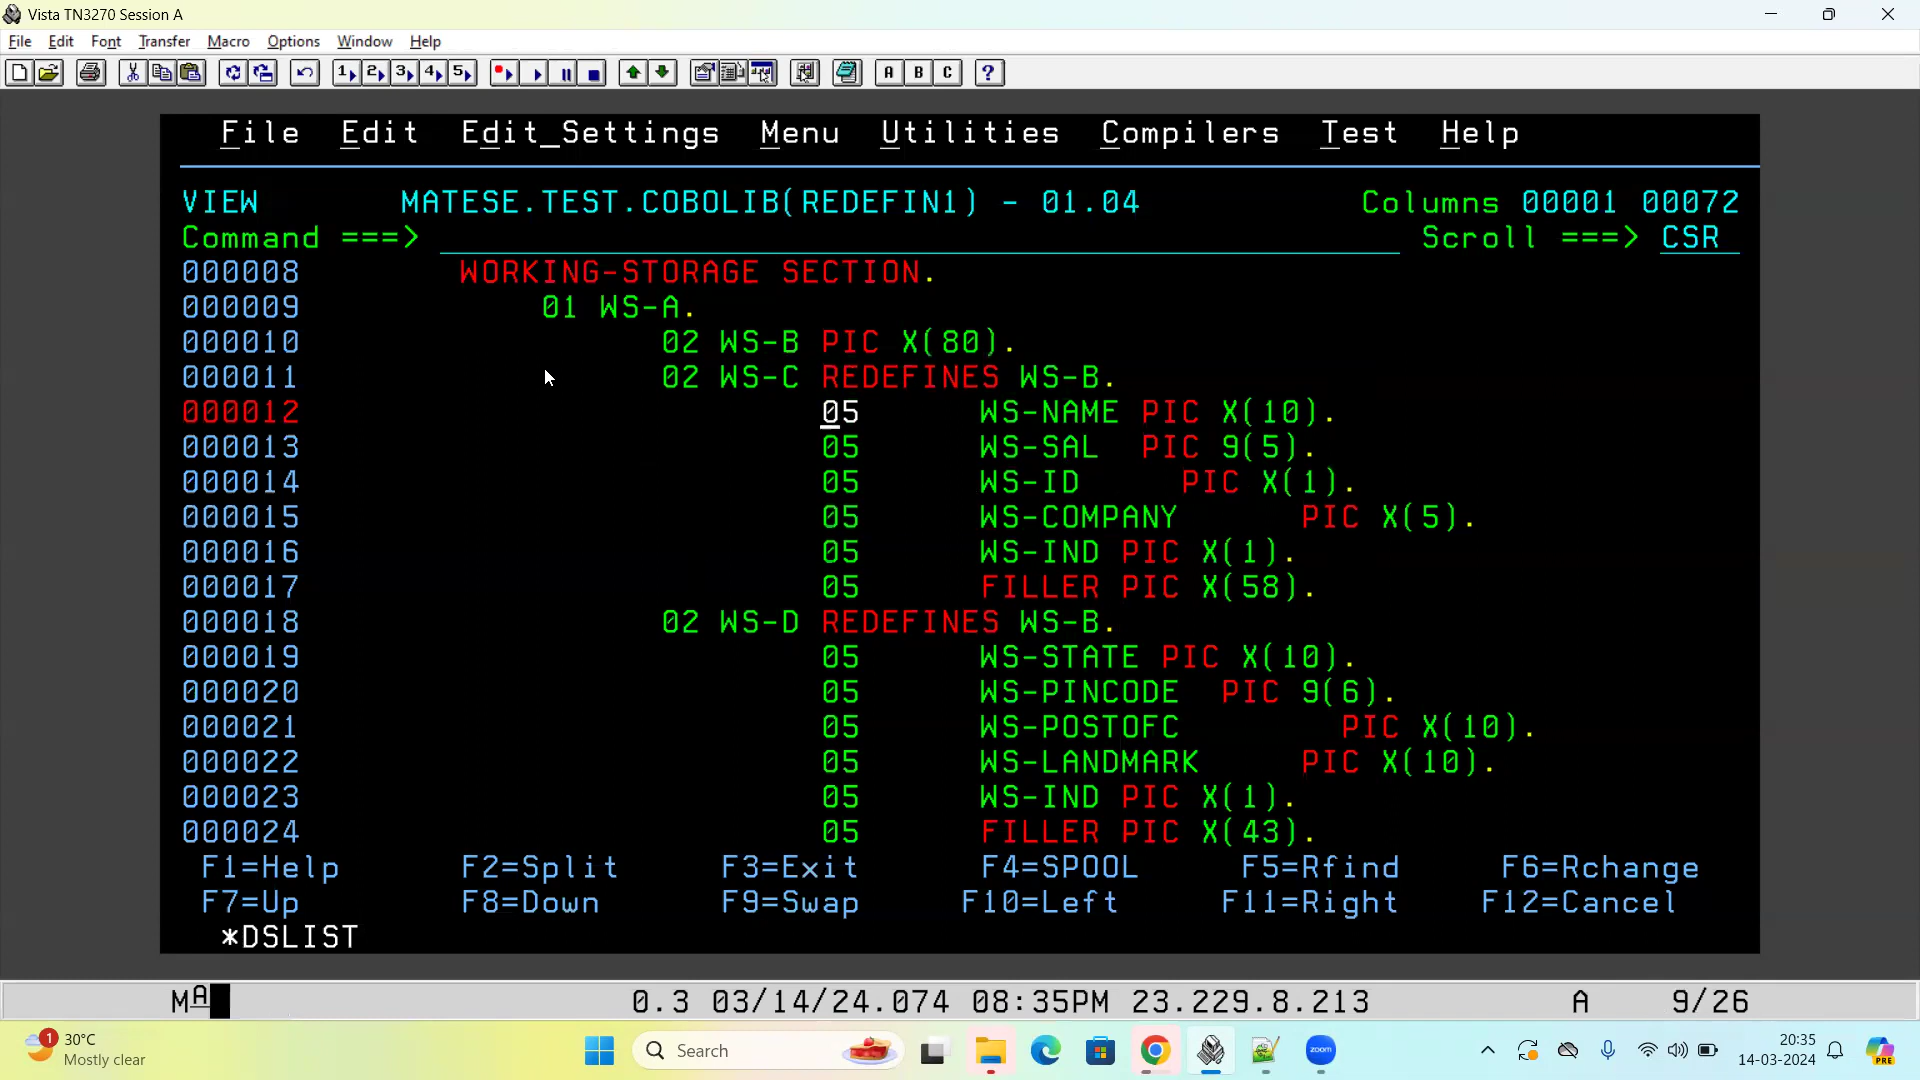 Vista TN3270 Session A
File Edit Font Transfer Macro Options Window Help
1 2 3 4 5 A B C ?
File Edit Edit_Settings Menu Utilities Compilers Test Help
VIEW MATESE.TEST.COBOLIB(REDEFIN1) - 01.04 Columns 00001 00072
Command ===> Scroll ===> CSR
000008 WORKING-STORAGE SECTION.
000009 01 WS-A.
000010 02 WS-B PIC X(80).
000011 02 WS-C REDEFINES WS-B.
000012 05 WS-NAME PIC X(10).
000013 05 WS-SAL PIC 9(5).
000014 05 WS-ID PIC X(1).
000015 05 WS-COMPANY PIC X(5).
000016 05 WS-IND PIC X(1).
000017 05 FILLER PIC X(58).
000018 02 WS-D REDEFINES WS-B.
000019 05 WS-STATE PIC X(10).
000020 05 WS-PINCODE PIC 9(6).
000021 05 WS-POSTOFC PIC X(10).
000022 05 WS-LANDMARK PIC X(10).
000023 05 WS-IND PIC X(1).
000024 05 FILLER PIC X(43).
F1=Help F2=Split F3=Exit F4=SPOOL F5=Rfind F6=Rchange
F7=Up F8=Down F9=Swap F10=Left F11=Right F12=Cancel
*DSLIST
MA 0.3 03/14/24.074 08:35PM 23.229.8.213 A 9/26
1 30°C
Mostly clear
Search
zoom
20:35
14-03-2024
PRE